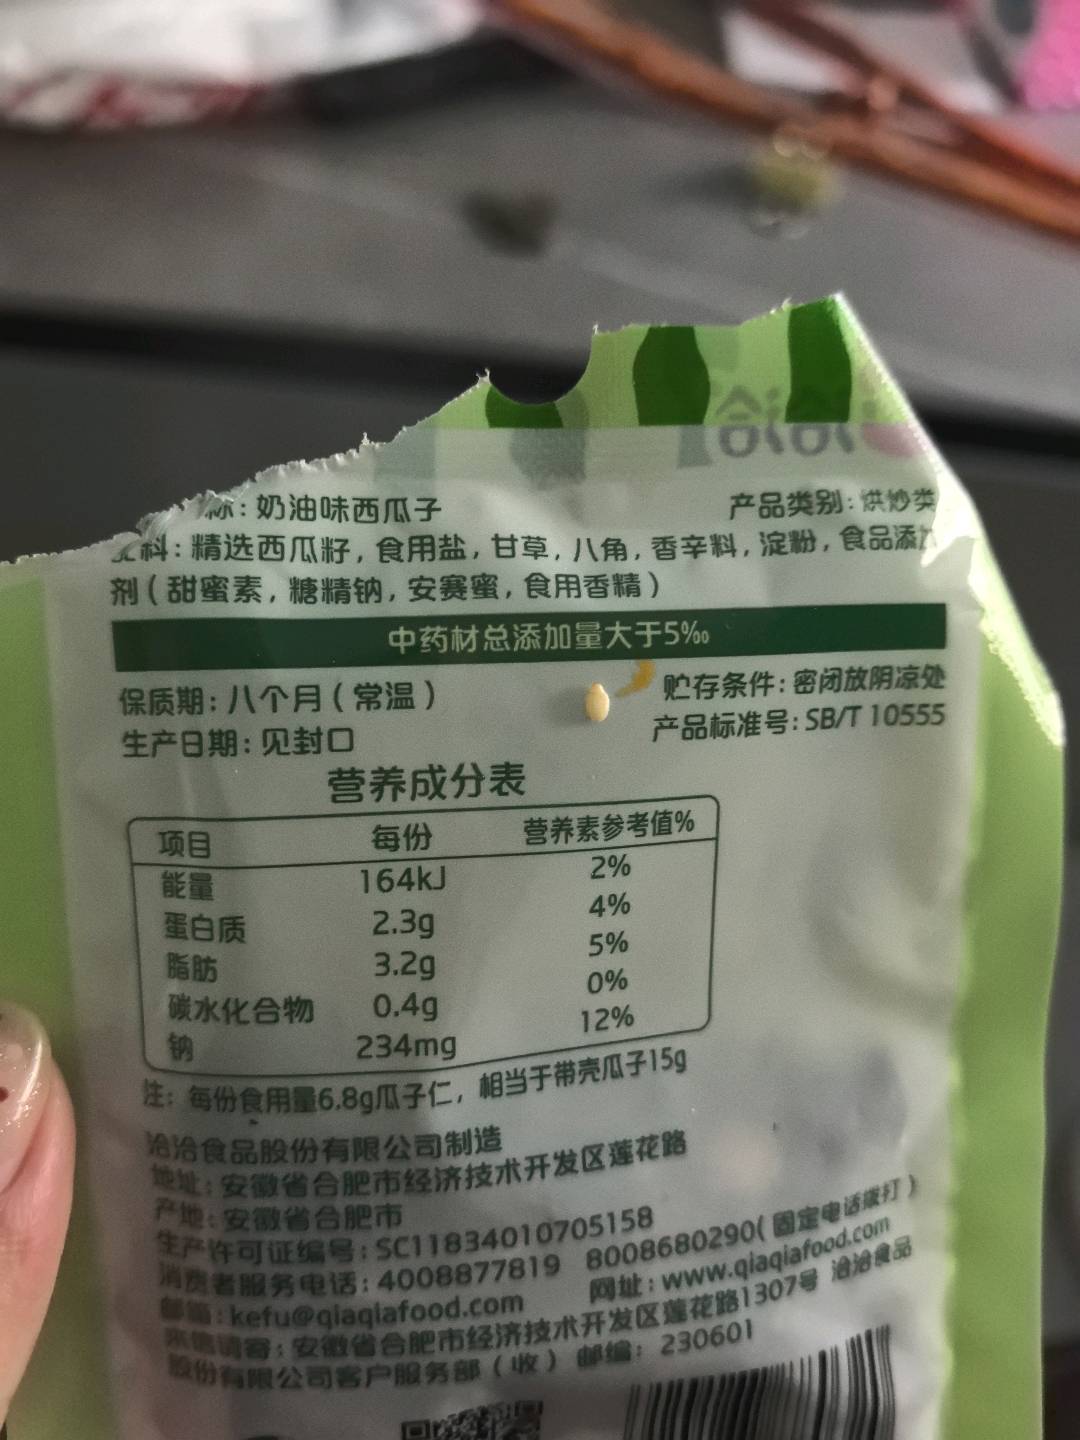 洽洽
称：奶油味西瓜子
产品类别：烘炒类
料：精选西瓜籽，食用盐，甘草，八角，香辛料，淀粉，食品添加
剂（甜蜜素，糖精钠，安赛蜜，食用香精）
中药材总添加量大于5‰
保质期：八个月（常温）
贮存条件：密闭放阴凉处
生产日期：见封口
产品标准号：SB/T 10555
营养成分表
项目 每份 营养素参考值%
能量 164kJ 2%
蛋白质 2.3g 4%
脂肪 3.2g 5%
碳水化合物 0.4g 0%
钠 234mg 12%
注：每份食用量6.8g瓜子仁，相当于带壳瓜子15g
洽洽食品股份有限公司制造
地址：安徽省合肥市经济技术开发区莲花路
产地：安徽省合肥市
生产许可证编号：SC11834010705158
消费者服务电话：4008877819 8008680290(固定电话拨打）
邮箱：kefu@qiaqiafood.com 网址：www.qiaqiafood.com
来信请寄：安徽省合肥市经济技术开发区莲花路1307号 洽洽食品
股份有限公司客户服务部（收） 邮编：230601